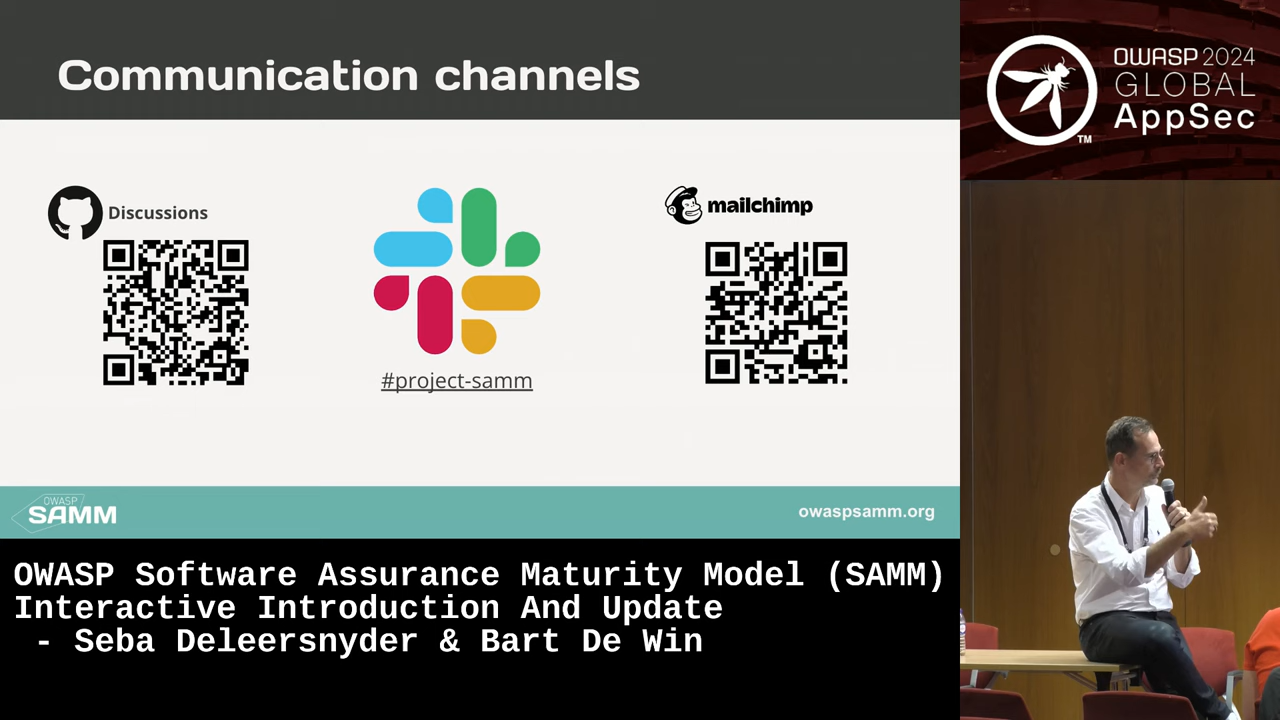 Communication channels
Discussions
#project-samm
mailchimp
OWASP
SAMM
owaspsamm.org
OWASP 2024
GLOBAL
AppSec
TM
OWASP Software Assurance Maturity Model (SAMM)
Interactive Introduction And Update
- Seba Deleersnyder & Bart De Win